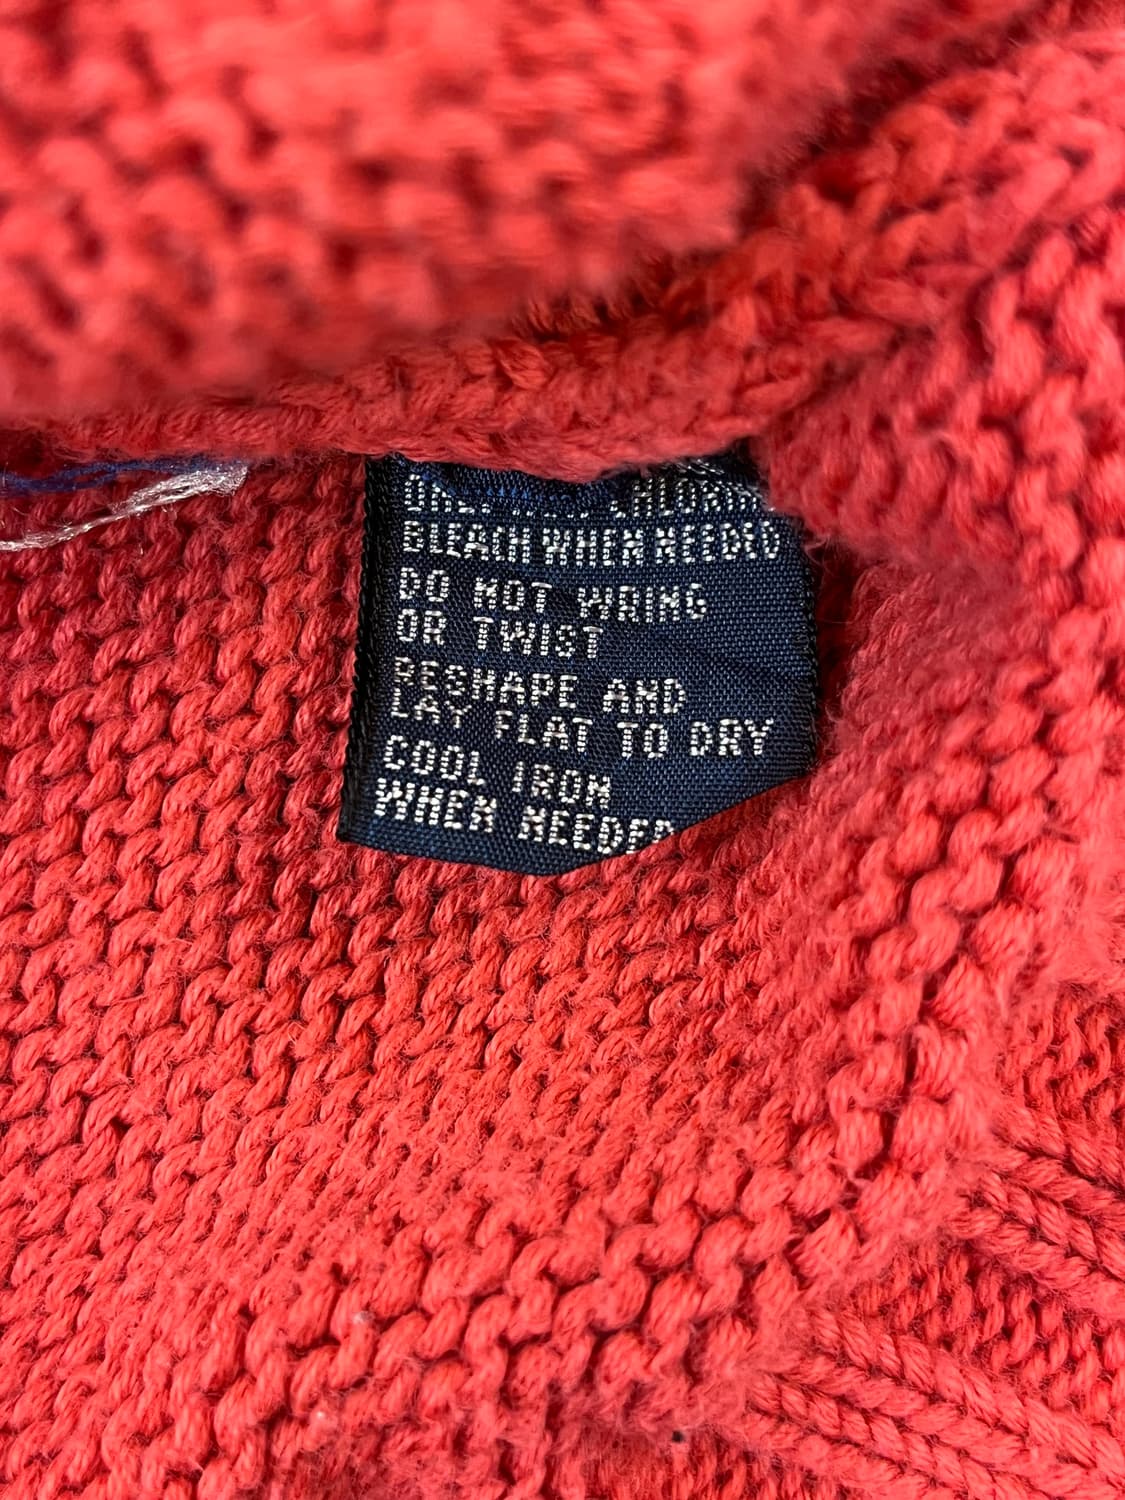 BLEACH WHEN NEEDED
DO NOT WRING
OR TWIST
RESHAPE AND
LAY FLAT TO DRY
COOL IRON
WHEN NEEDED